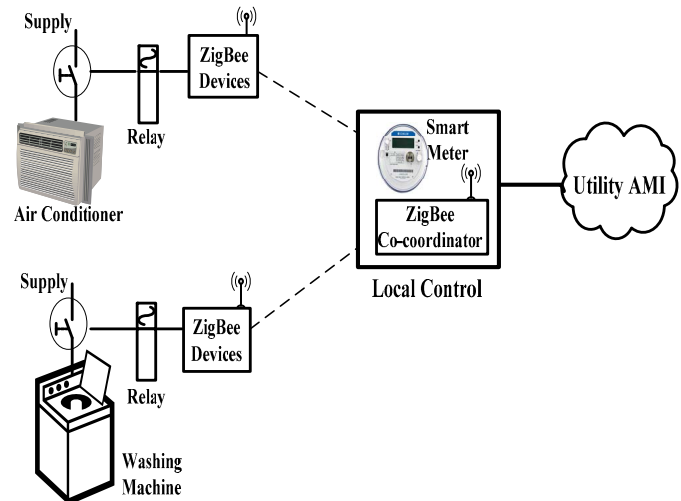 Supply
ZigBee
Devices
Relay
Air Conditioner
Smart
Meter
ZigBee
Co-coordinator
Local Control
Utility AMI
Supply
ZigBee
Devices
Relay
Washing
Machine